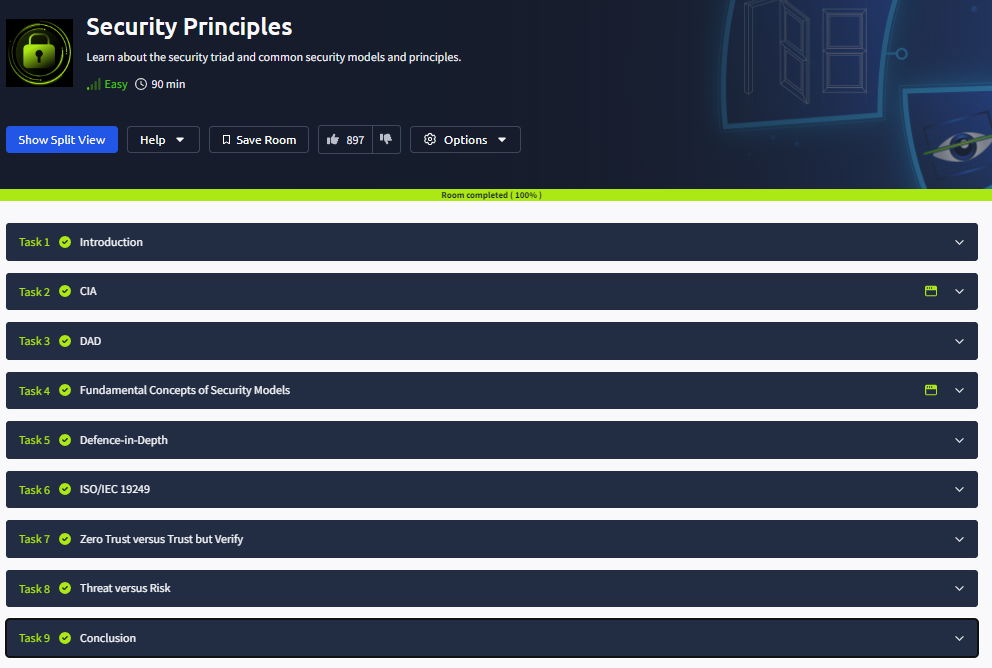 Security Principles
Learn about the security triad and common security models and principles.
Easy 90 min
Show Split View Help Save Room 897 Options
Room completed ( 100% )
Task 1 Introduction
Task 2 CIA
Task 3 DAD
Task 4 Fundamental Concepts of Security Models
Task 5 Defence-in-Depth
Task 6 ISO/IEC 19249
Task 7 Zero Trust versus Trust but Verify
Task 8 Threat versus Risk
Task 9 Conclusion